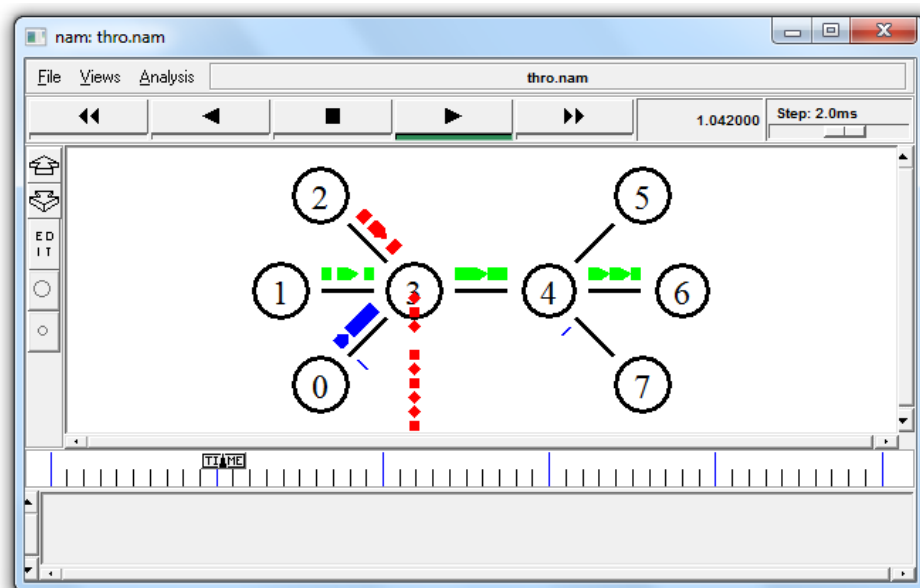 nam: thro.nam
File Views Analysis thro.nam
1.042000 Step: 2.0ms
E D
I T
2 5
1 3 4 6
0 7
TIME